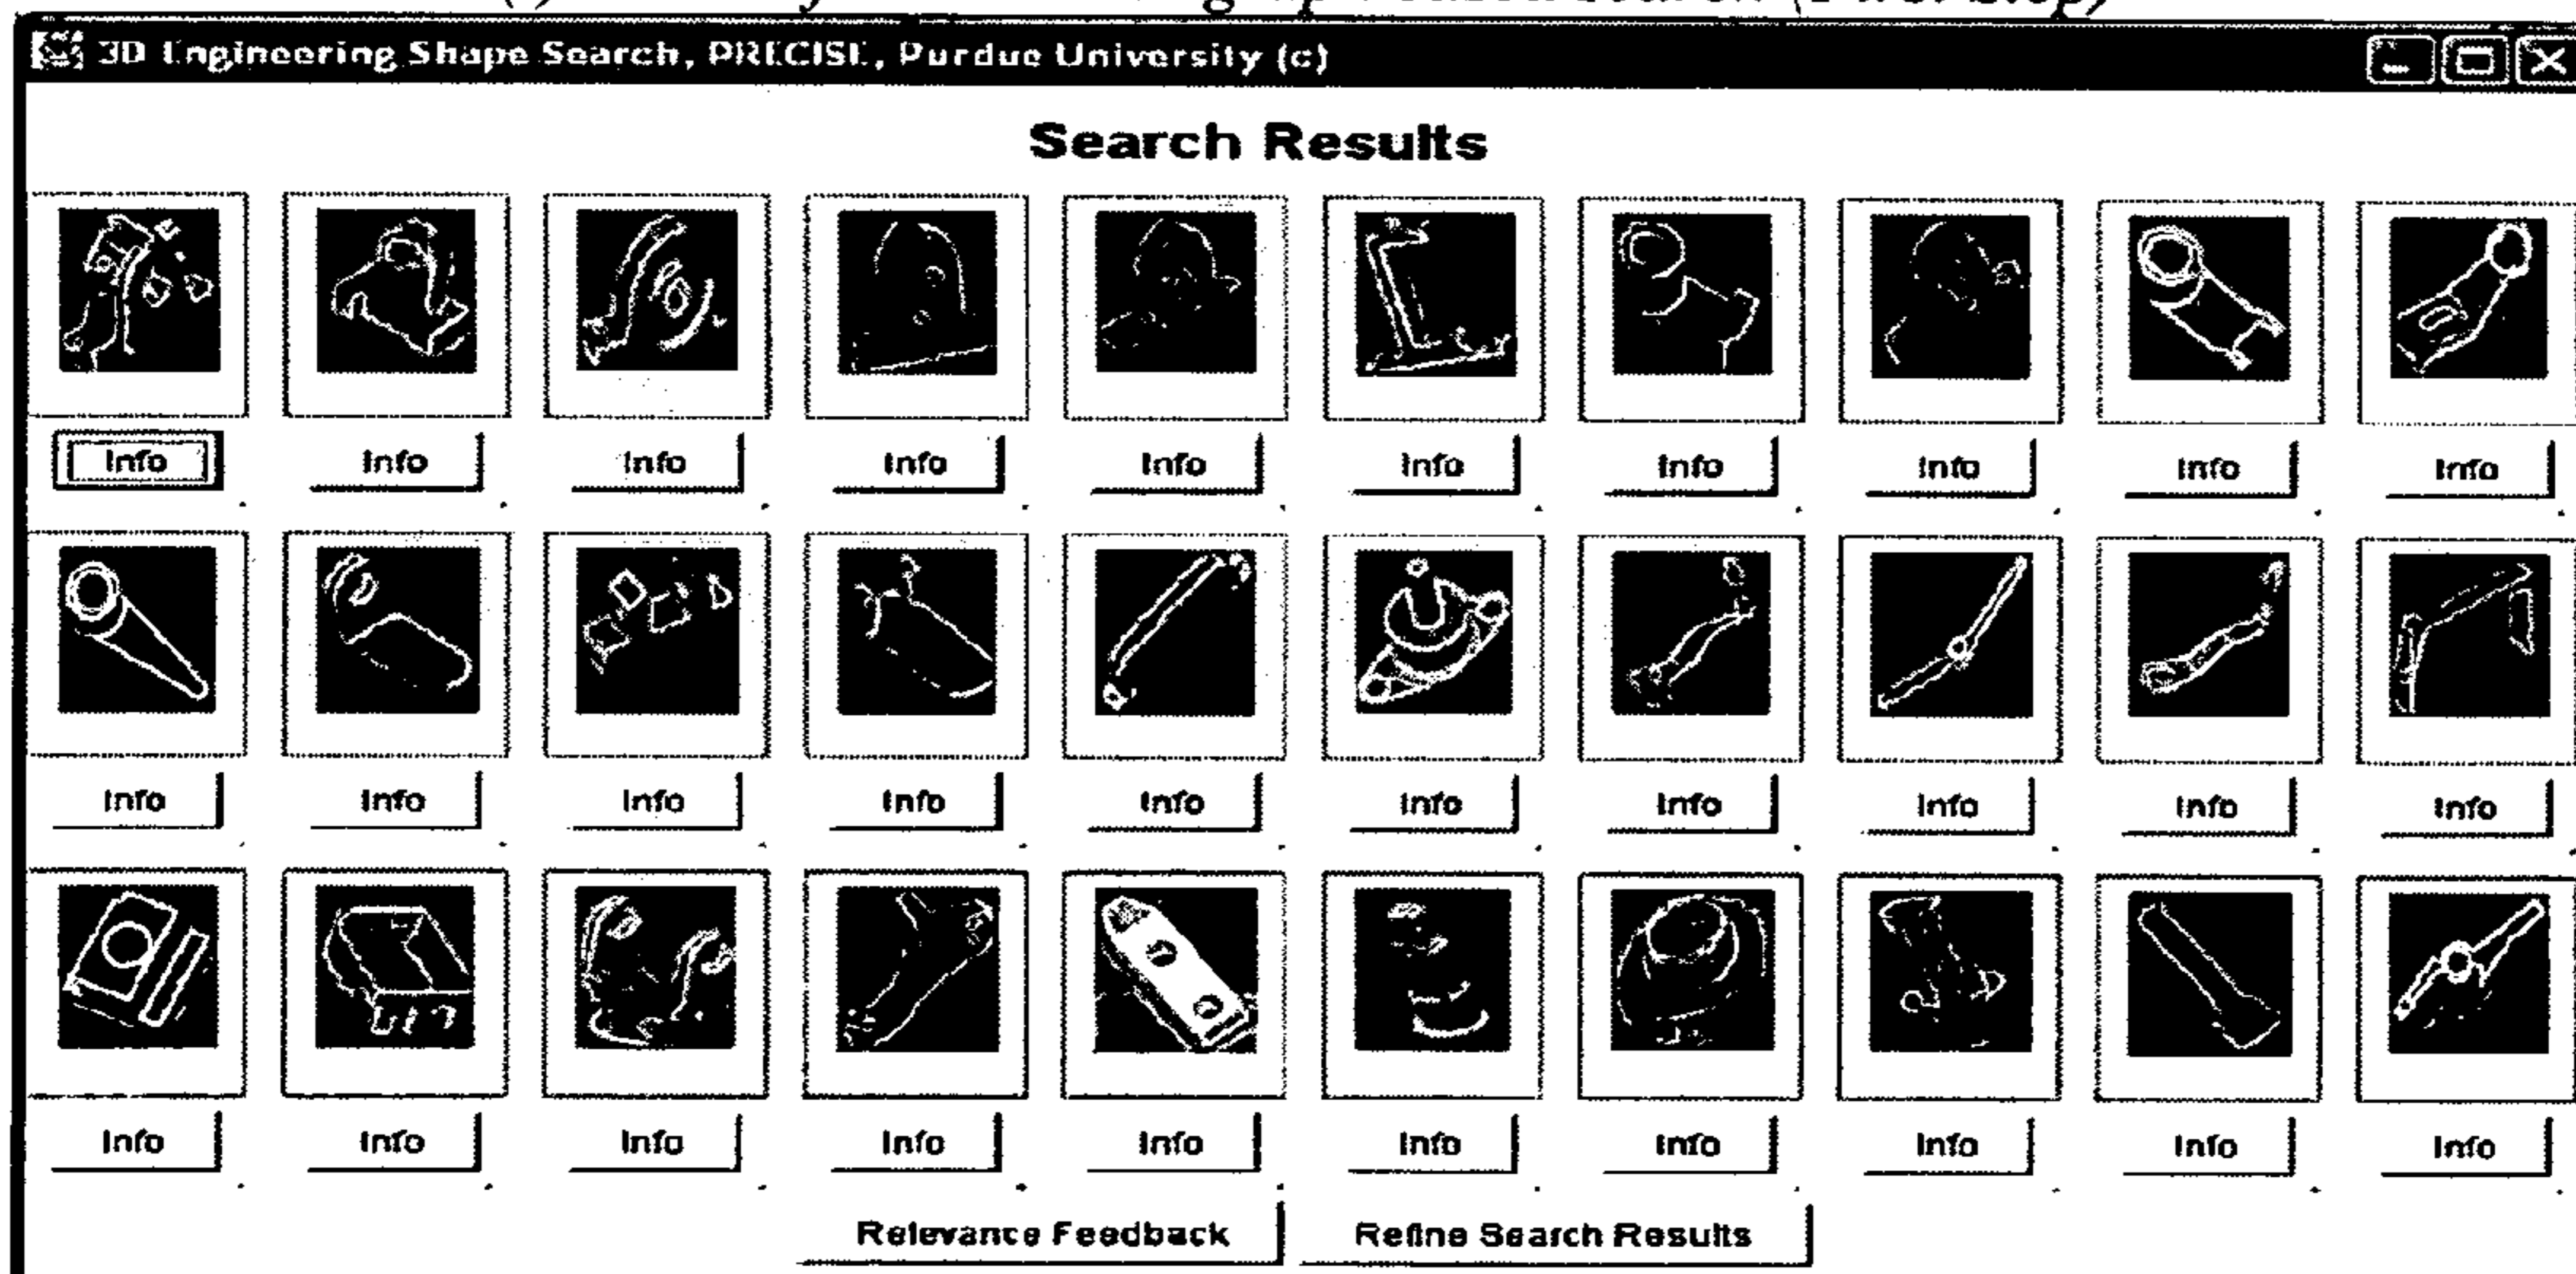 3D Engineering Shape Search, PRECISE, Purdue University (c)
Search Results
Info Info Info Info Info Info Info Info Info Info
Info Info Info Info Info Info Info Info Info Info
Info Info Info Info Info Info Info Info Info Info
Relevance Feedback Refine Search Results